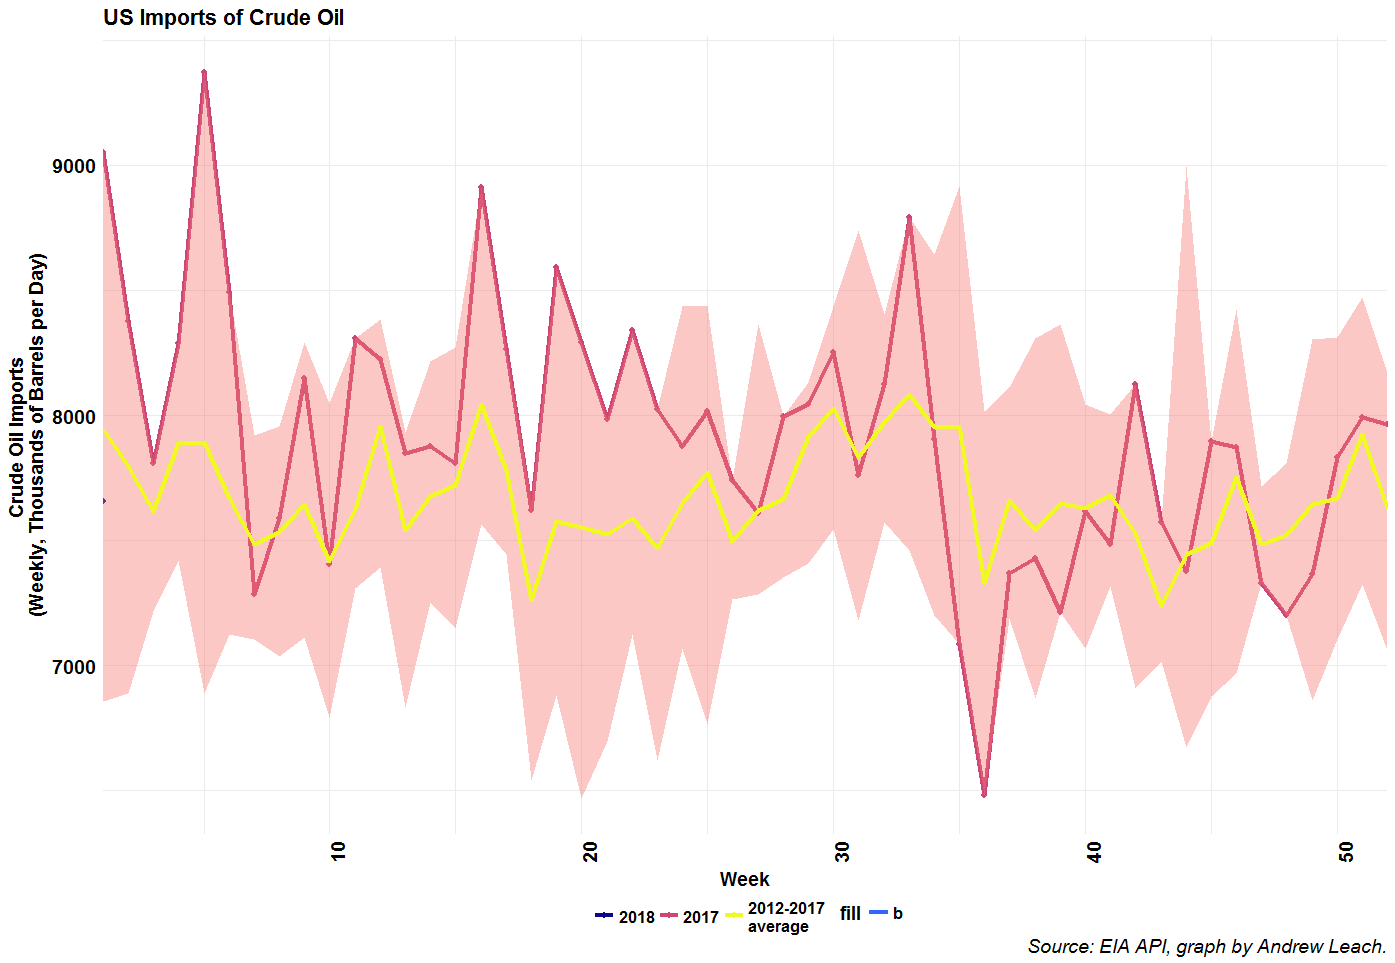 US Imports of Crude Oil
Crude Oil Imports
(Weekly, Thousands of Barrels per Day)
9000
8000
7000
10
20
30
40
50
Week
2018
2017
2012-2017
average
fill
b
Source: EIA API, graph by Andrew Leach.